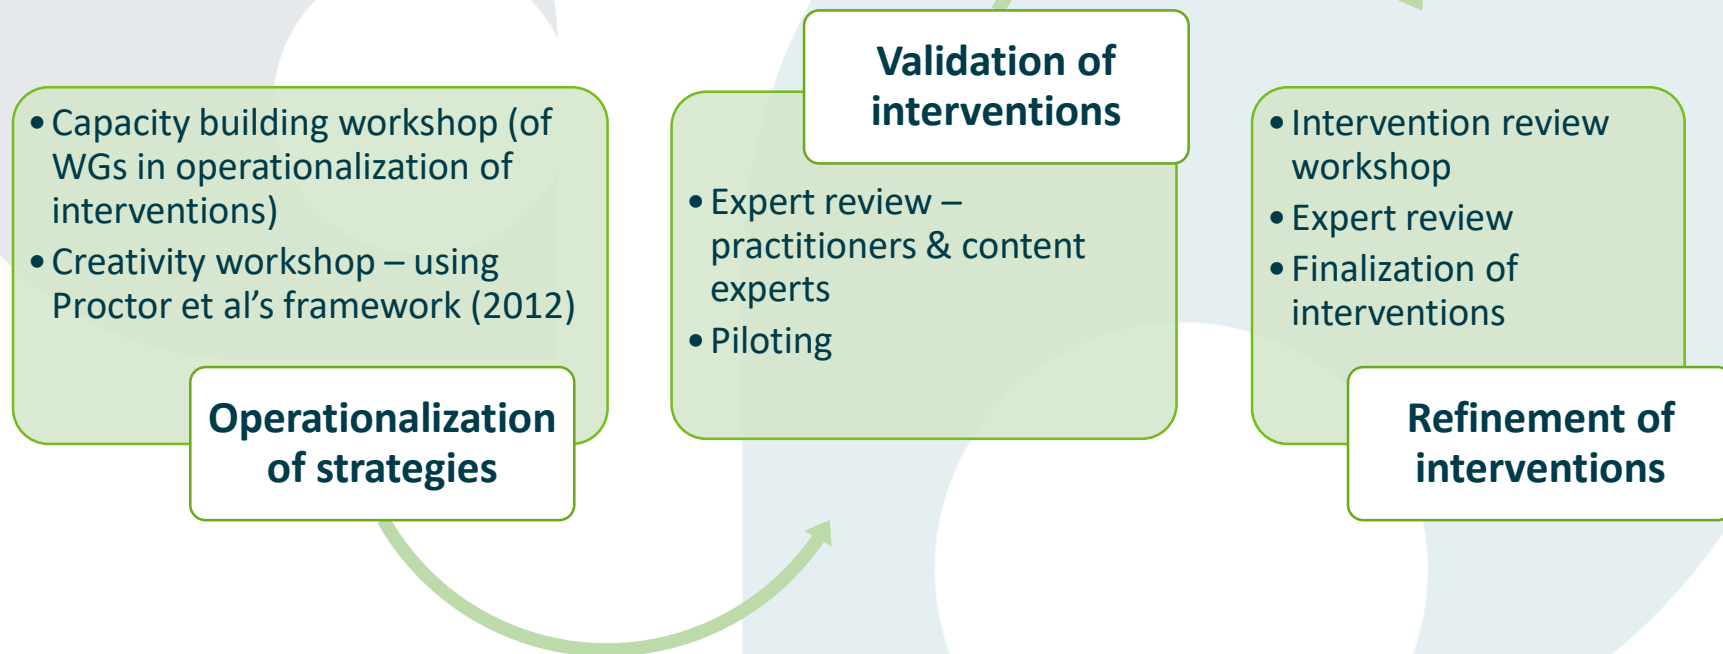 • Capacity building workshop (of
WGs in operationalization of
interventions)
• Creativity workshop – using
Proctor et al’s framework (2012)
Operationalization
of strategies
Validation of
interventions
• Expert review –
practitioners & content
experts
• Piloting
• Intervention review
workshop
• Expert review
• Finalization of
interventions
Refinement of
interventions